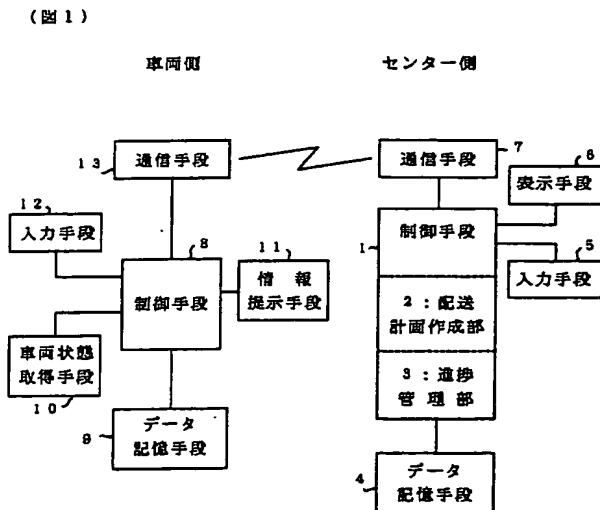 (図1)
車両側
センター側
13
通信手段
7
通信手段
6
表示手段
12
入力手段
8
制御手段
11
情報
提示手段
1
制御手段
5
入力手段
2:配送
計画作成部
車両状態
取得手段
10
3:進捗
管理部
9
データ
記憶手段
4
データ
記憶手段